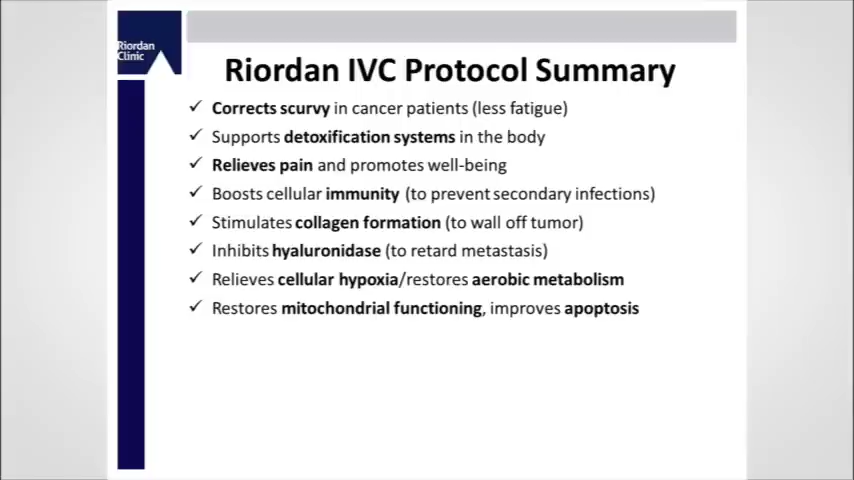 Riordan
Clinic
Riordan IVC Protocol Summary
✓ Corrects scurvy in cancer patients (less fatigue)
✓ Supports detoxification systems in the body
✓ Relieves pain and promotes well-being
✓ Boosts cellular immunity (to prevent secondary infections)
✓ Stimulates collagen formation (to wall off tumor)
✓ Inhibits hyaluronidase (to retard metastasis)
✓ Relieves cellular hypoxia/restores aerobic metabolism
✓ Restores mitochondrial functioning, improves apoptosis